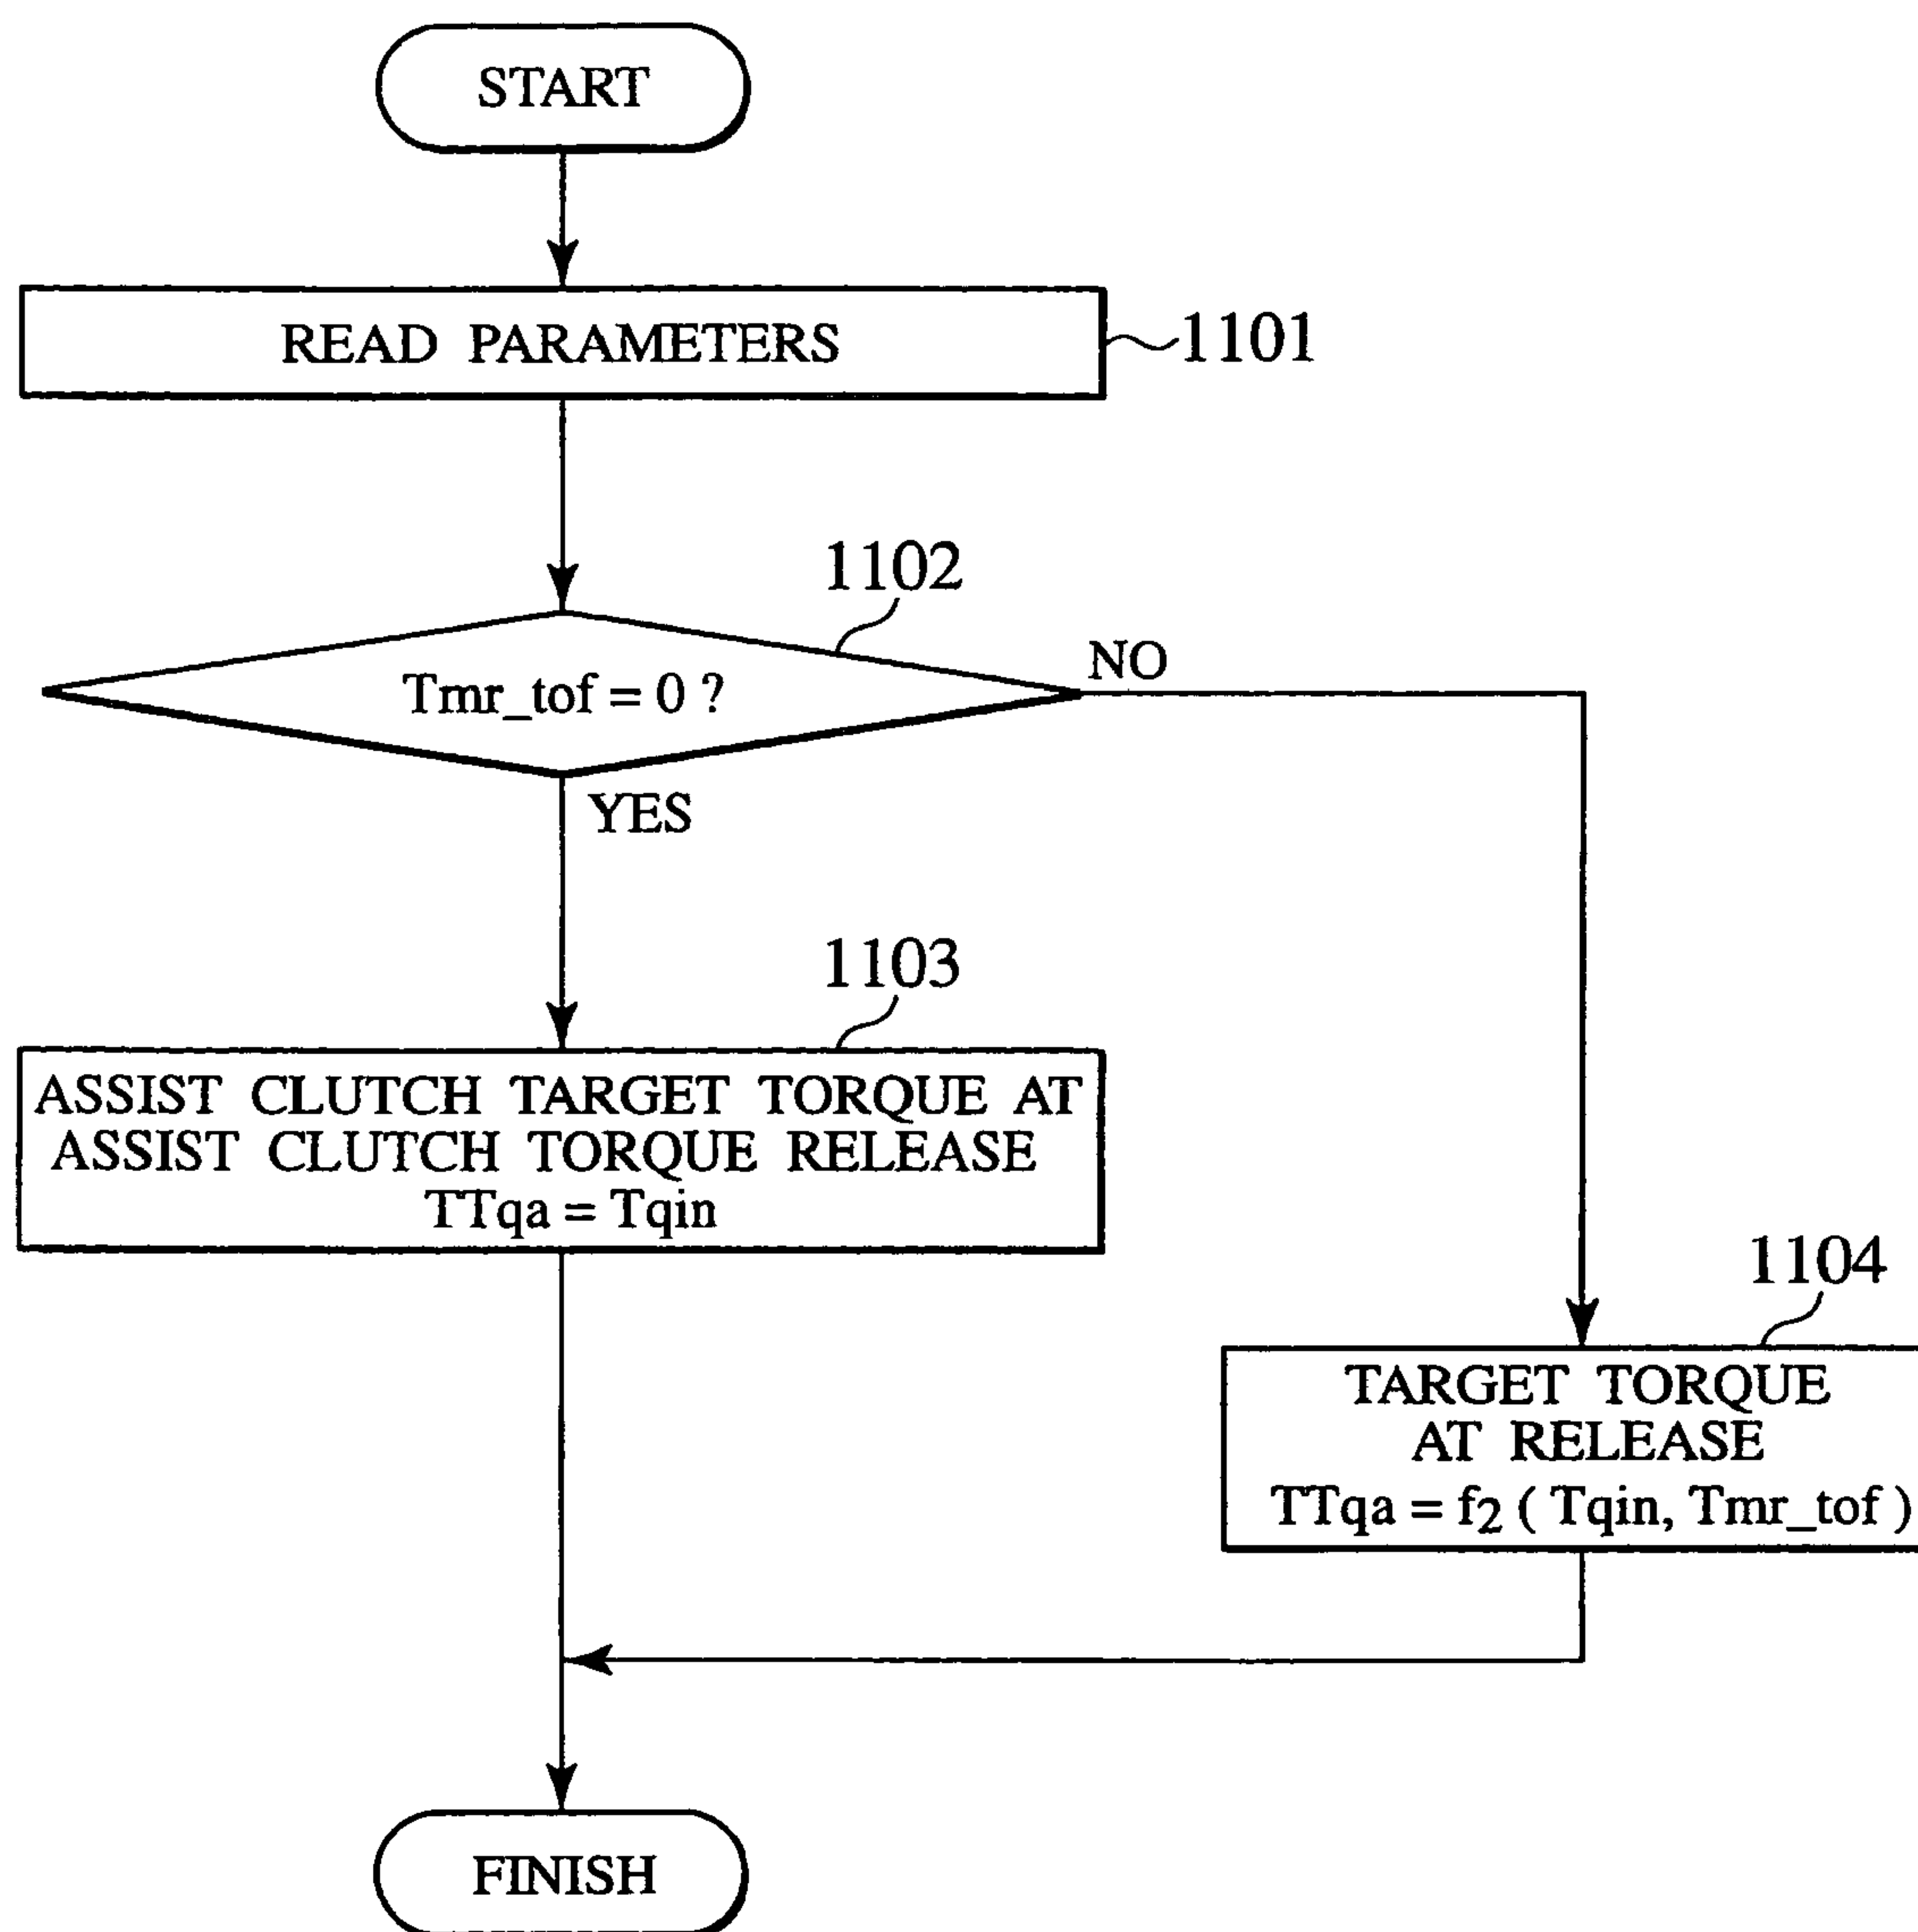 START
READ PARAMETERS
1101
1102
Tmr_tof = 0 ?
NO
YES
1103
ASSIST CLUTCH TARGET TORQUE AT
ASSIST CLUTCH TORQUE RELEASE
TTqa = Tqin
1104
TARGET TORQUE
AT RELEASE
TTqa = f2 ( Tqin, Tmr_tof )
FINISH